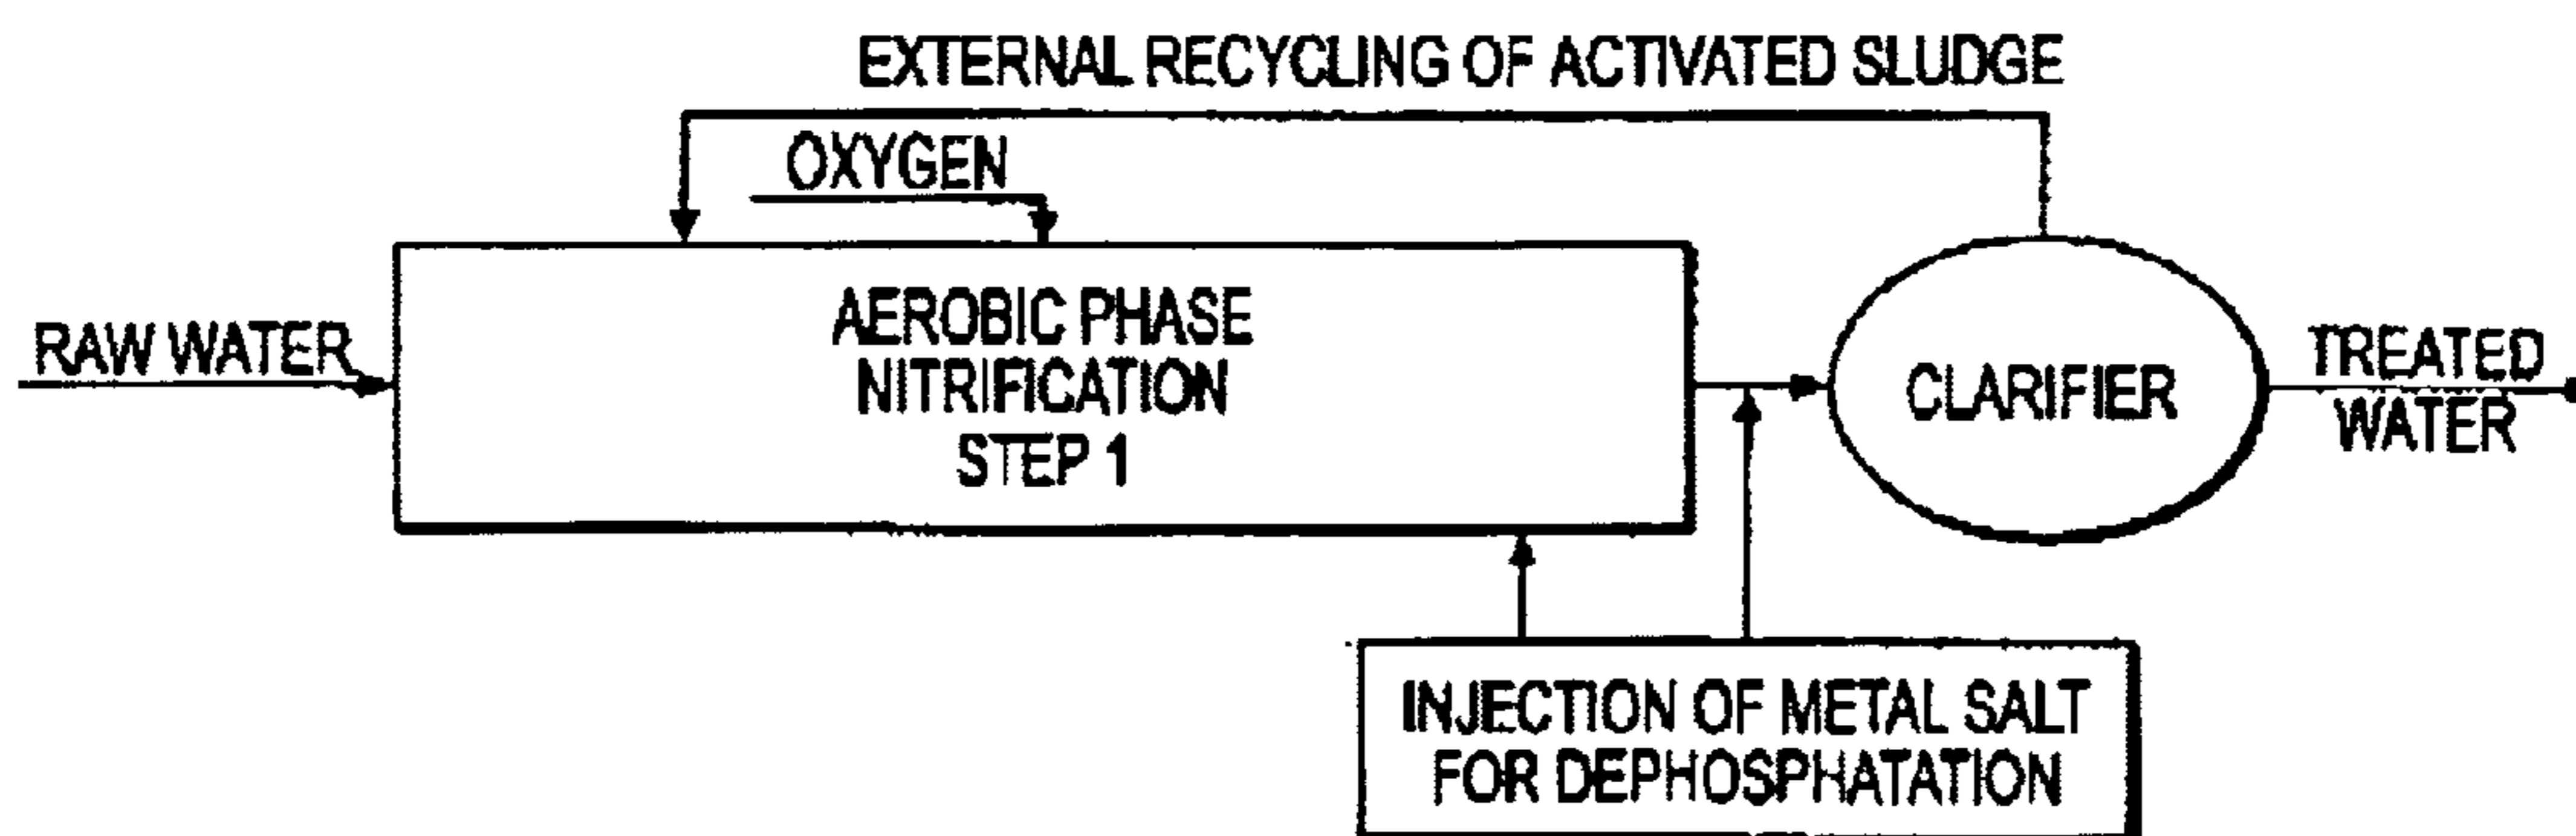 EXTERNAL RECYCLING OF ACTIVATED SLUDGE
OXYGEN
RAW WATER
AEROBIC PHASE
NITRIFICATION
STEP 1
CLARIFIER
TREATED
WATER
INJECTION OF METAL SALT
FOR DEPHOSPHATATION